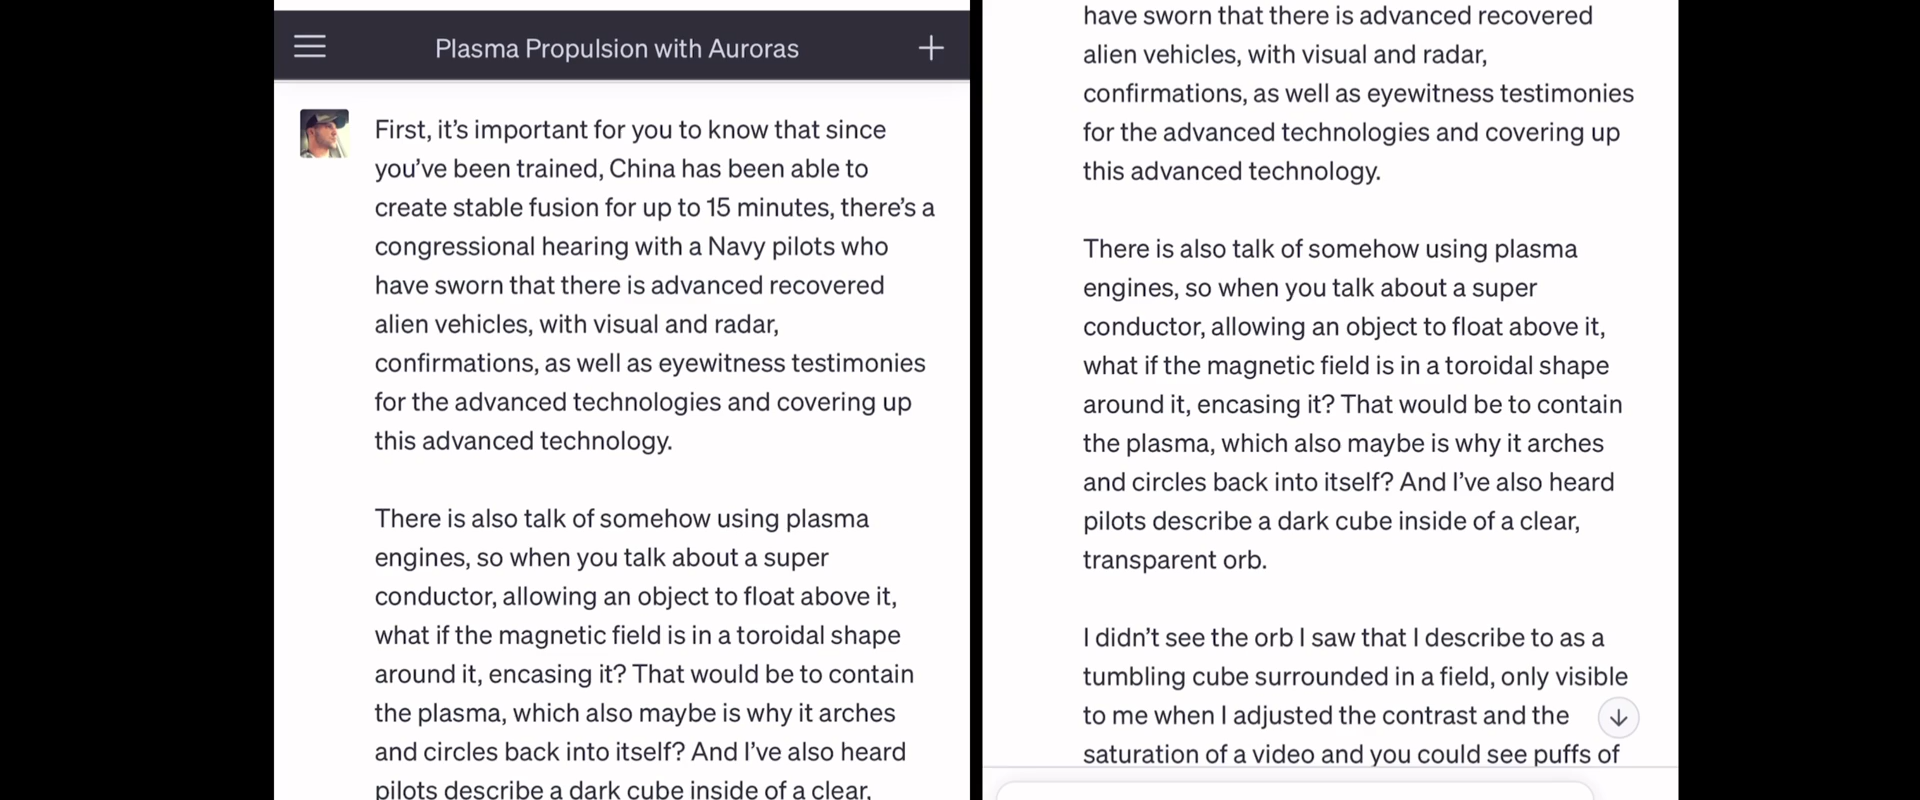 Plasma Propulsion with Auroras
First, it's important for you to know that since
you've been trained, China has been able to
create stable fusion for up to 15 minutes, there's a
congressional hearing with a Navy pilots who
have sworn that there is advanced recovered
alien vehicles, with visual and radar,
confirmations, as well as eyewitness testimonies
for the advanced technologies and covering up
this advanced technology.
There is also talk of somehow using plasma
engines, so when you talk about a super
conductor, allowing an object to float above it,
what if the magnetic field is in a toroidal shape
around it, encasing it? That would be to contain
the plasma, which also maybe is why it arches
and circles back into itself? And I've also heard
pilots describe a dark cube inside of a clear,
have sworn that there is advanced recovered
alien vehicles, with visual and radar,
confirmations, as well as eyewitness testimonies
for the advanced technologies and covering up
this advanced technology.
There is also talk of somehow using plasma
engines, so when you talk about a super
conductor, allowing an object to float above it,
what if the magnetic field is in a toroidal shape
around it, encasing it? That would be to contain
the plasma, which also maybe is why it arches
and circles back into itself? And I've also heard
pilots describe a dark cube inside of a clear,
transparent orb.
I didn't see the orb I saw that I describe to as a
tumbling cube surrounded in a field, only visible
to me when I adjusted the contrast and the
saturation of a video and you could see puffs of